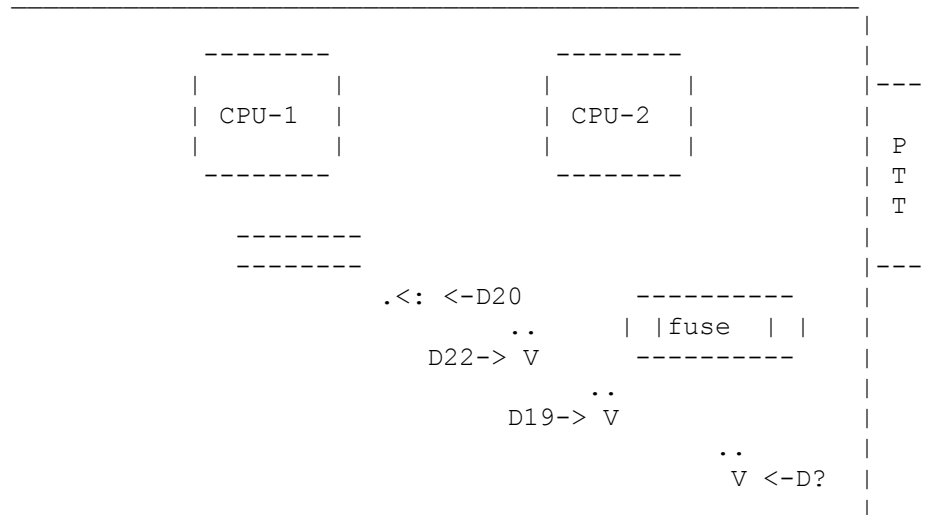 CPU-1 CPU-2
P
T
T
.<: <-D20
.. | |fuse | |
D22-> V
..
D19-> V
..
V <-D?